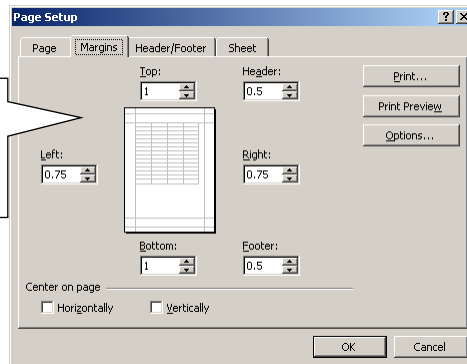 Page Setup
Page Margins Header/Footer Sheet
Top: Header:
1 0.5
Print...
Print Preview
Options...
Left: Right:
0.75 0.75
Bottom: Footer:
1 0.5
Center on page
Horizontally Vertically
OK Cancel